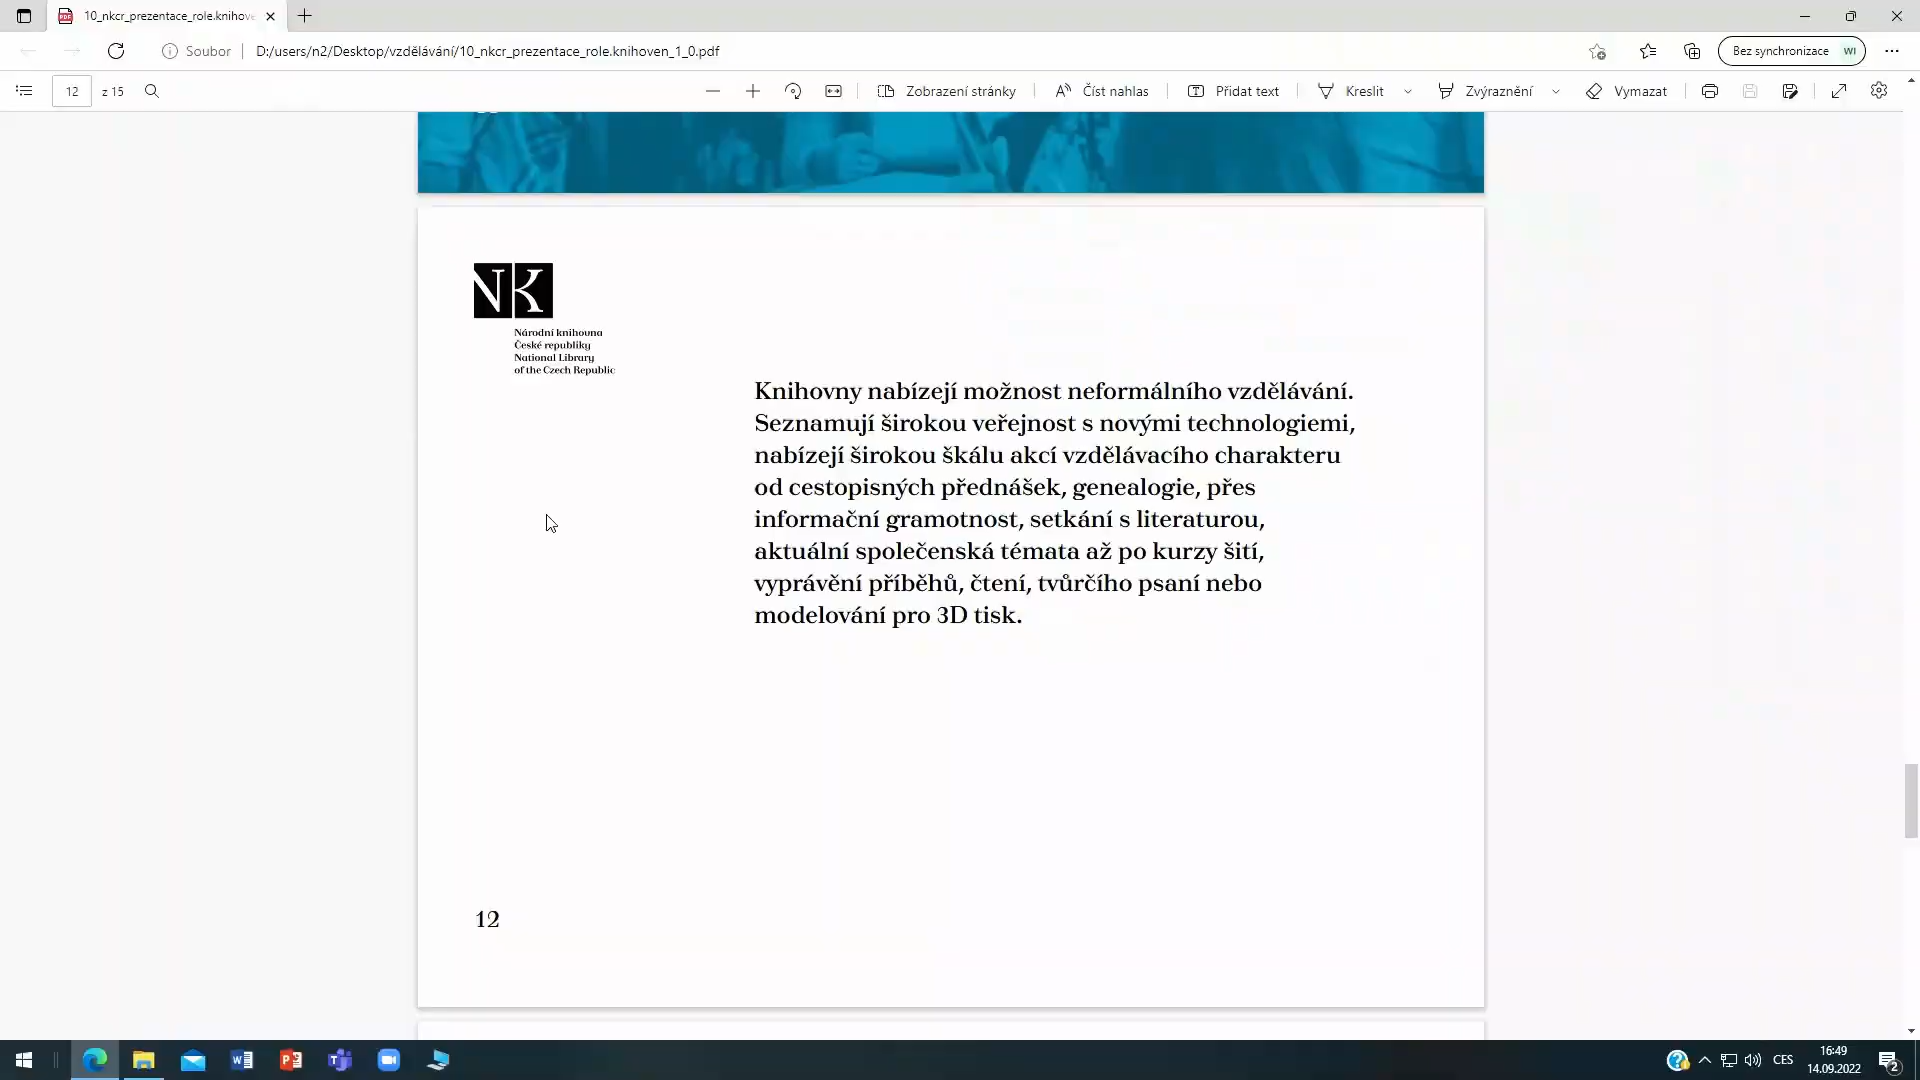 10_nkcr_prezentace_role.knihove
Soubor
D:/users/n2/Desktop/vzdělávání/10_nkcr_prezentace_role.knihoven_1_0.pdf
Bez synchronizace
WI
12
z 15
Zobrazení stránky
Číst nahlas
Přidat text
Kreslit
Zvýraznění
Vymazat
NK
Národní knihovna
České republiky
National Library
of the Czech Republic
Knihovny nabízejí možnost neformálního vzdělávání.
Seznamují širokou veřejnost s novými technologiemi,
nabízejí širokou škálu akcí vzdělávacího charakteru
od cestopisných přednášek, genealogie, přes
informační gramotnost, setkání s literaturou,
aktuální společenská témata až po kurzy šití,
vyprávění příběhů, čtení, tvůrčího psaní nebo
modelování pro 3D tisk.
12
CES
16:49
14.09.2022
2